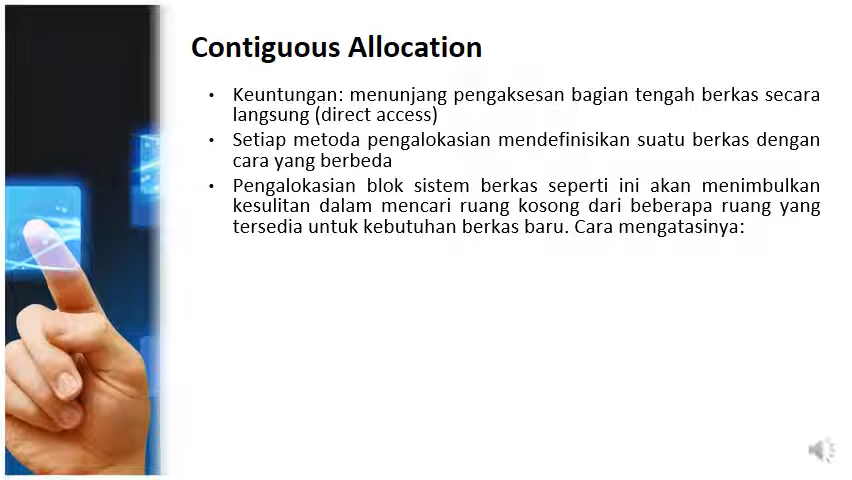 Contiguous Allocation
• Keuntungan: menunjang pengaksesan bagian tengah berkas secara
langsung (direct access)
• Setiap metoda pengalokasian mendefinisikan suatu berkas dengan
cara yang berbeda
• Pengalokasian blok sistem berkas seperti ini akan menimbulkan
kesulitan dalam mencari ruang kosong dari beberapa ruang yang
tersedia untuk kebutuhan berkas baru. Cara mengatasinya: